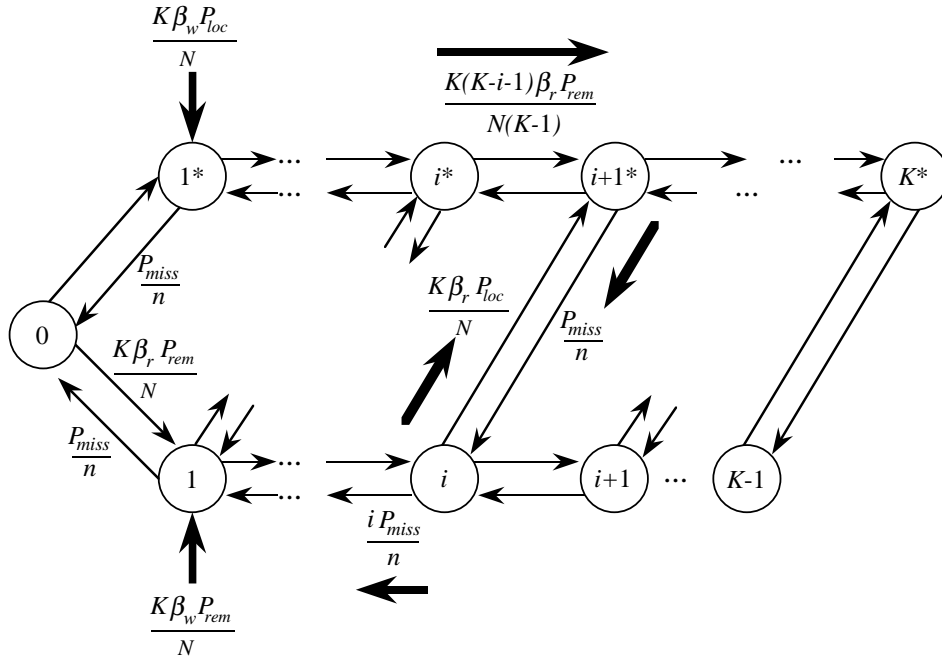 Kβ_w P_loc
N
K(K-i-1)β_r P_rem
N(K-1)
1*
...
...
i*
i+1*
...
...
K*
P_miss
n
Kβ_r P_loc
N
P_miss
n
0
Kβ_r P_rem
N
P_miss
n
1
...
...
i
i+1
...
K-1
i P_miss
n
Kβ_w P_rem
N